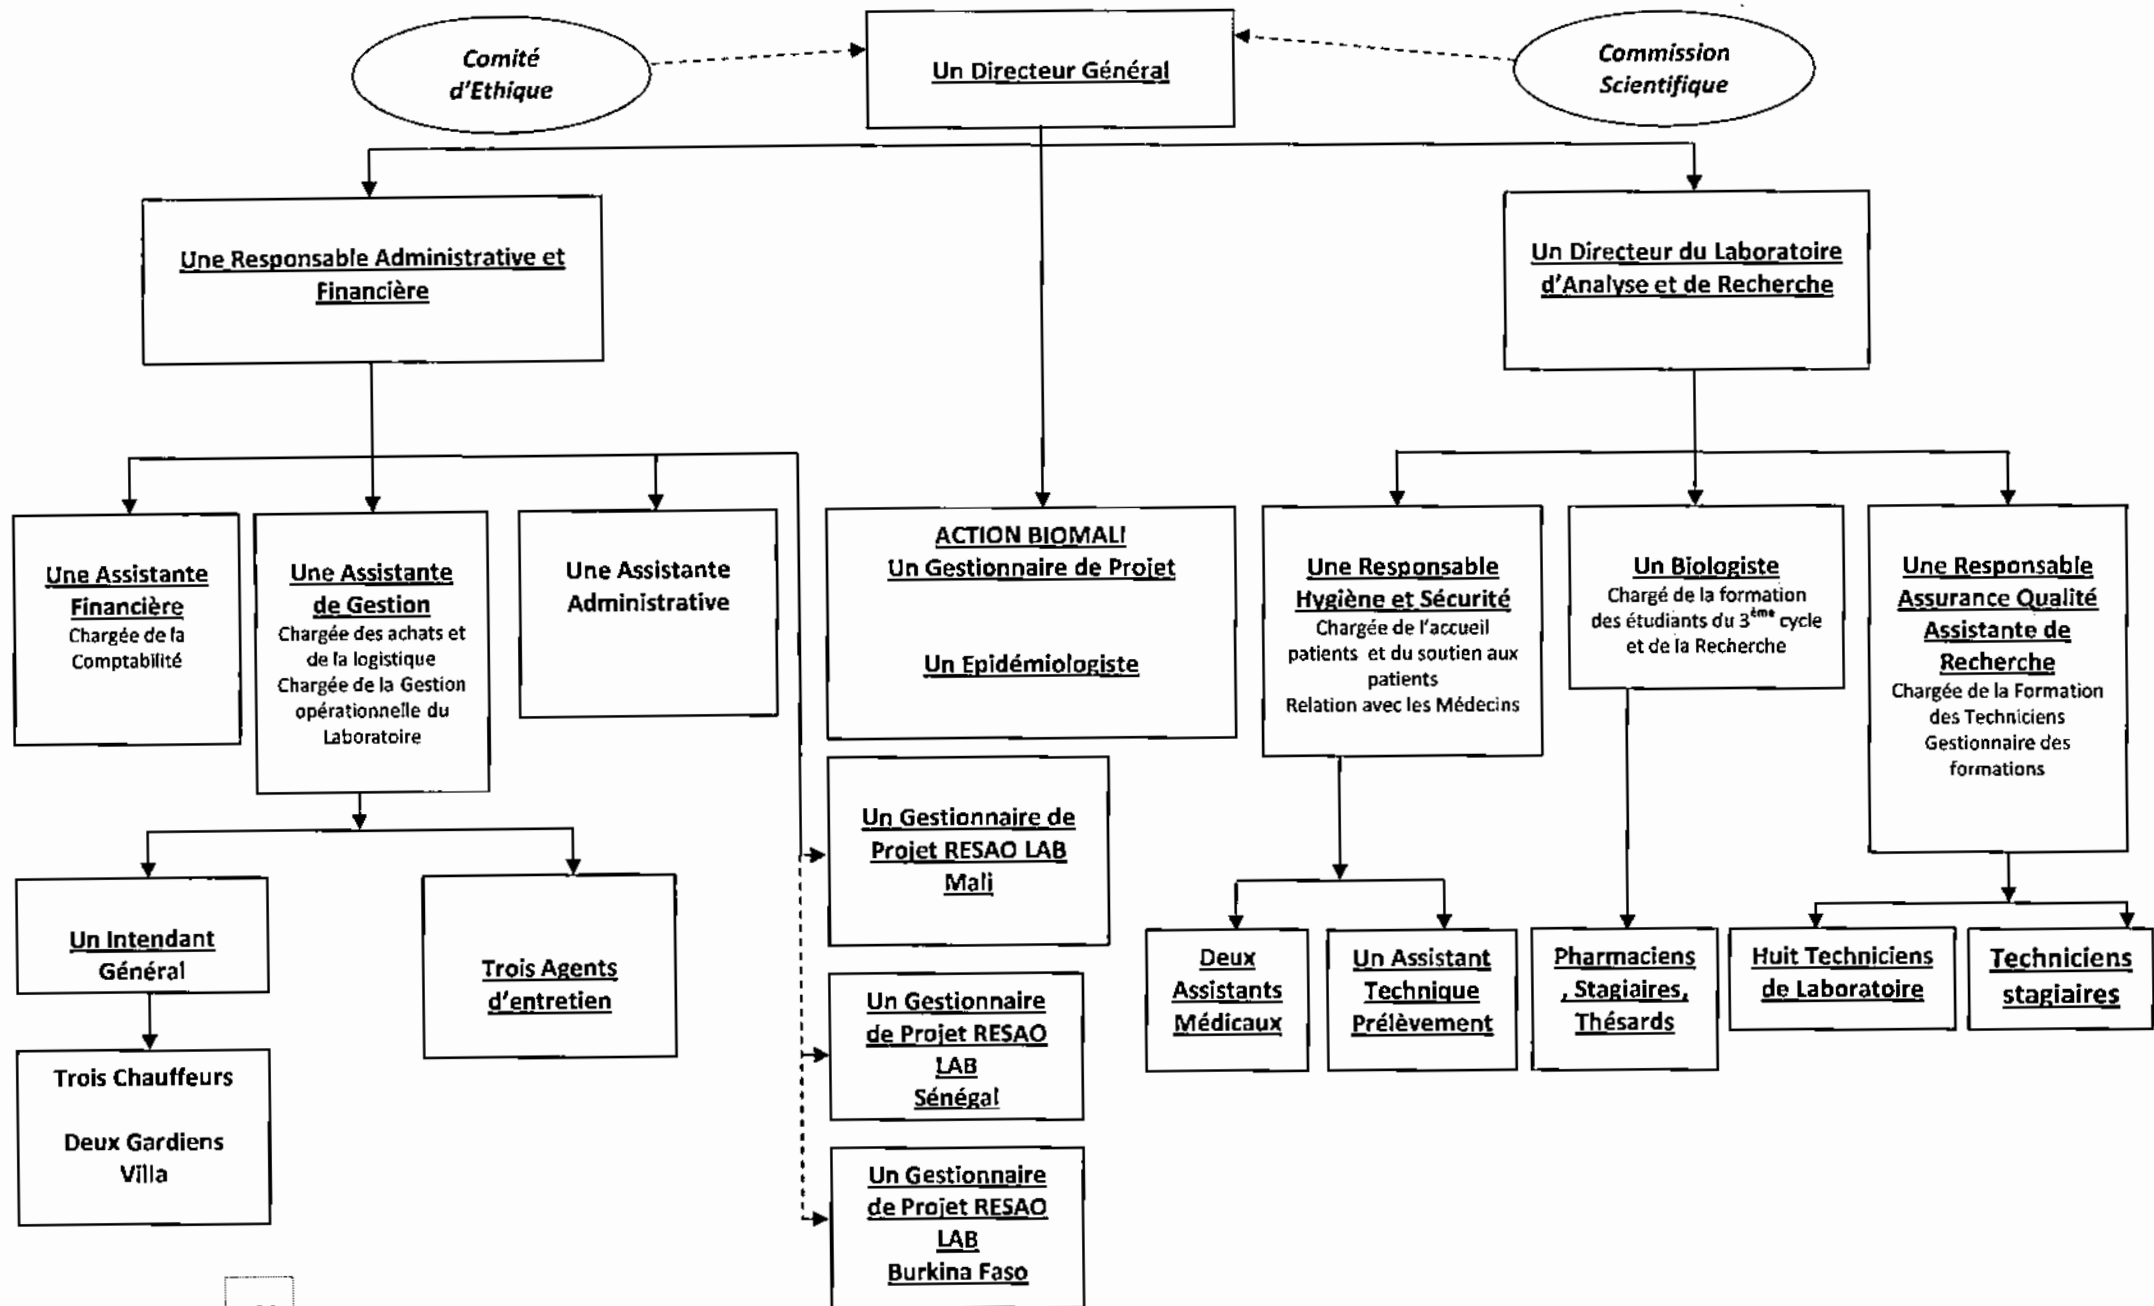 Comité
d'Ethique
Un Directeur Général
Commission
Scientifique
Une Responsable Administrative et
Financière
Un Directeur du Laboratoire
d'Analyse et de Recherche
Une Assistante
Financière
Chargée de la
Comptabilité
Une Assistante
de Gestion
Chargée des achats et
de la logistique
Chargée de la Gestion
opérationnelle du
Laboratoire
Une Assistante
Administrative
ACTION BIOMALI
Un Gestionnaire de Projet
Un Epidémiologiste
Une Responsable
Hygiène et Sécurité
Chargée de l'accueil
patients et du soutien aux
patients
Relation avec les Médecins
Un Biologiste
Chargé de la formation
des étudiants du 3ème cycle
et de la Recherche
Une Responsable
Assurance Qualité
Assistante de
Recherche
Chargée de la Formation
des Techniciens
Gestionnaire des
formations
Un Gestionnaire de
Projet RESAO LAB
Mali
Un Intendant
Général
Trois Agents
d'entretien
Deux
Assistants
Médicaux
Un Assistant
Technique
Prélèvement
Pharmaciens
, Stagiaires,
Thésards
Huit Techniciens
de Laboratoire
Techniciens
stagiaires
Un Gestionnaire
de Projet RESAO
LAB
Sénégal
Trois Chauffeurs
Deux Gardiens
Villa
Un Gestionnaire
de Projet RESAO
LAB
Burkina Faso